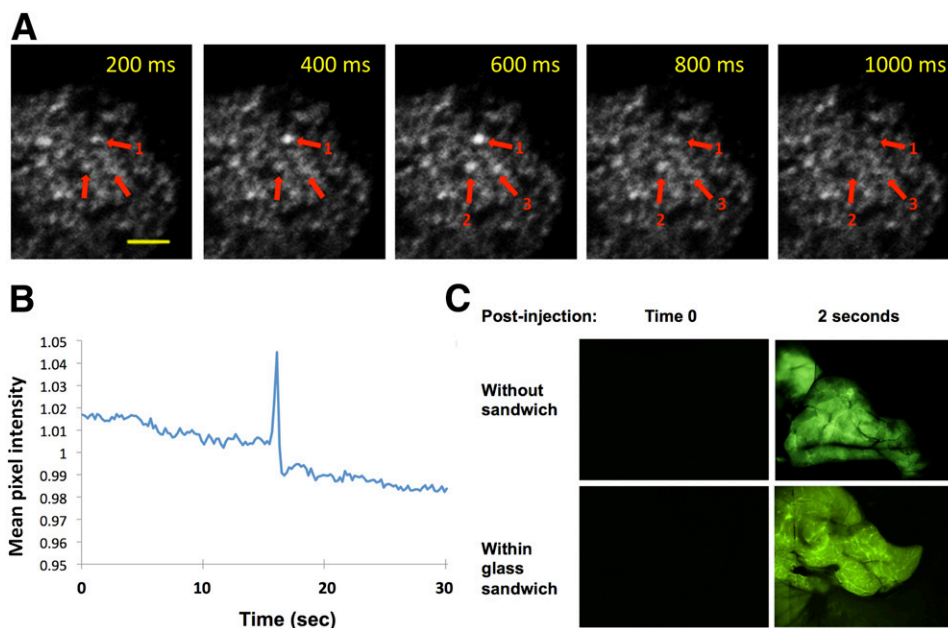 A
200 ms 400 ms 600 ms 800 ms 1000 ms
1 1 1 1 1
2 3 2 3 2 3
B
Mean pixel intensity
1.05
1.04
1.03
1.02
1.01
1
0.99
0.98
0.97
0.96
0.95
0 10 20 30
Time (sec)
C
Post-injection: Time 0 2 seconds
Without
sandwich
Within
glass
sandwich